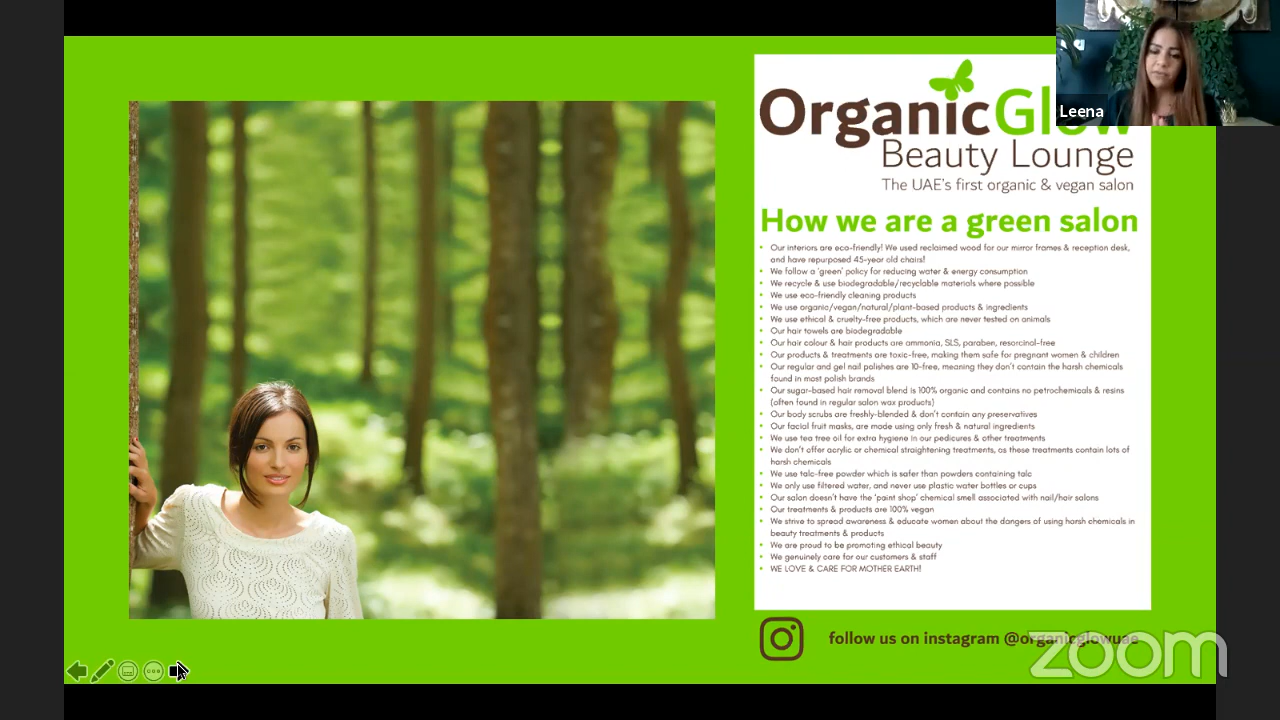 Leena
OrganicGlow
Beauty Lounge
The UAE's first organic & vegan salon
How we are a green salon
• Our interiors are eco-friendly! We used reclaimed wood for our mirror frames & reception desk,
and have repurposed 45-year old chairs!
• We follow a 'green' policy for reducing water & energy consumption
• We recycle & use biodegradable/recyclable materials where possible
• We use eco-friendly cleaning products
• We use organic/vegan/natural/plant-based products & ingredients
• We use ethical & cruelty-free products, which are never tested on animals
• Our hair towels are biodegradable
• Our hair colour & hair products are ammonia, SLS, paraben, resorcinal-free
• Our products & treatments are toxic-free, making them safe for pregnant women & children
• Our regular and gel nail polishes are 10-free, meaning they don't contain the harsh chemicals
found in most polish brands
• Our sugar-based hair removal blend is 100% organic and contains no petrochemicals & resins
(often found in regular salon wax products)
• Our body scrubs are freshly-blended & don't contain any preservatives
• Our facial fruit masks, are made using only fresh & natural ingredients
• We use tea tree oil for extra hygiene in our pedicures & other treatments
• We don't offer acrylic or chemical straightening treatments, as these treatments contain lots of
harsh chemicals
• We use talc-free powder which is safer than powders containing talc
• We only use filtered water, and never use plastic water bottles or cups
• Our salon doesn't have the 'paint shop' chemical smell associated with nail/hair salons
• Our treatments & products are 100% vegan
• We strive to spread awareness & educate women about the dangers of using harsh chemicals in
beauty treatments & products
• We are proud to be promoting ethical beauty
• We genuinely care for our customers & staff
• WE LOVE & CARE FOR MOTHER EARTH!
follow us on instagram @organicglowuae
zoom